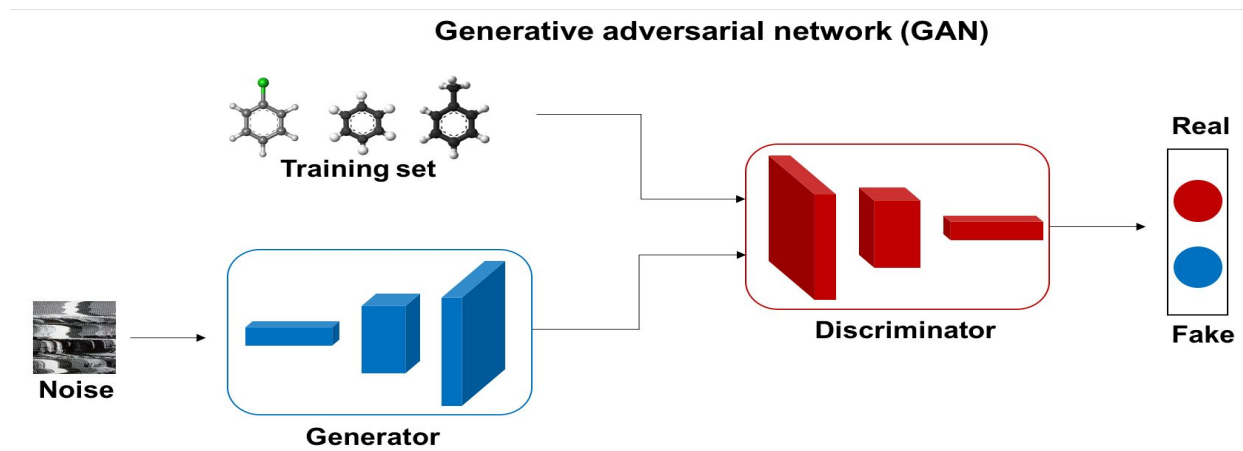 Generative adversarial network (GAN)
Training set
Real
Discriminator
Fake
Noise
Generator